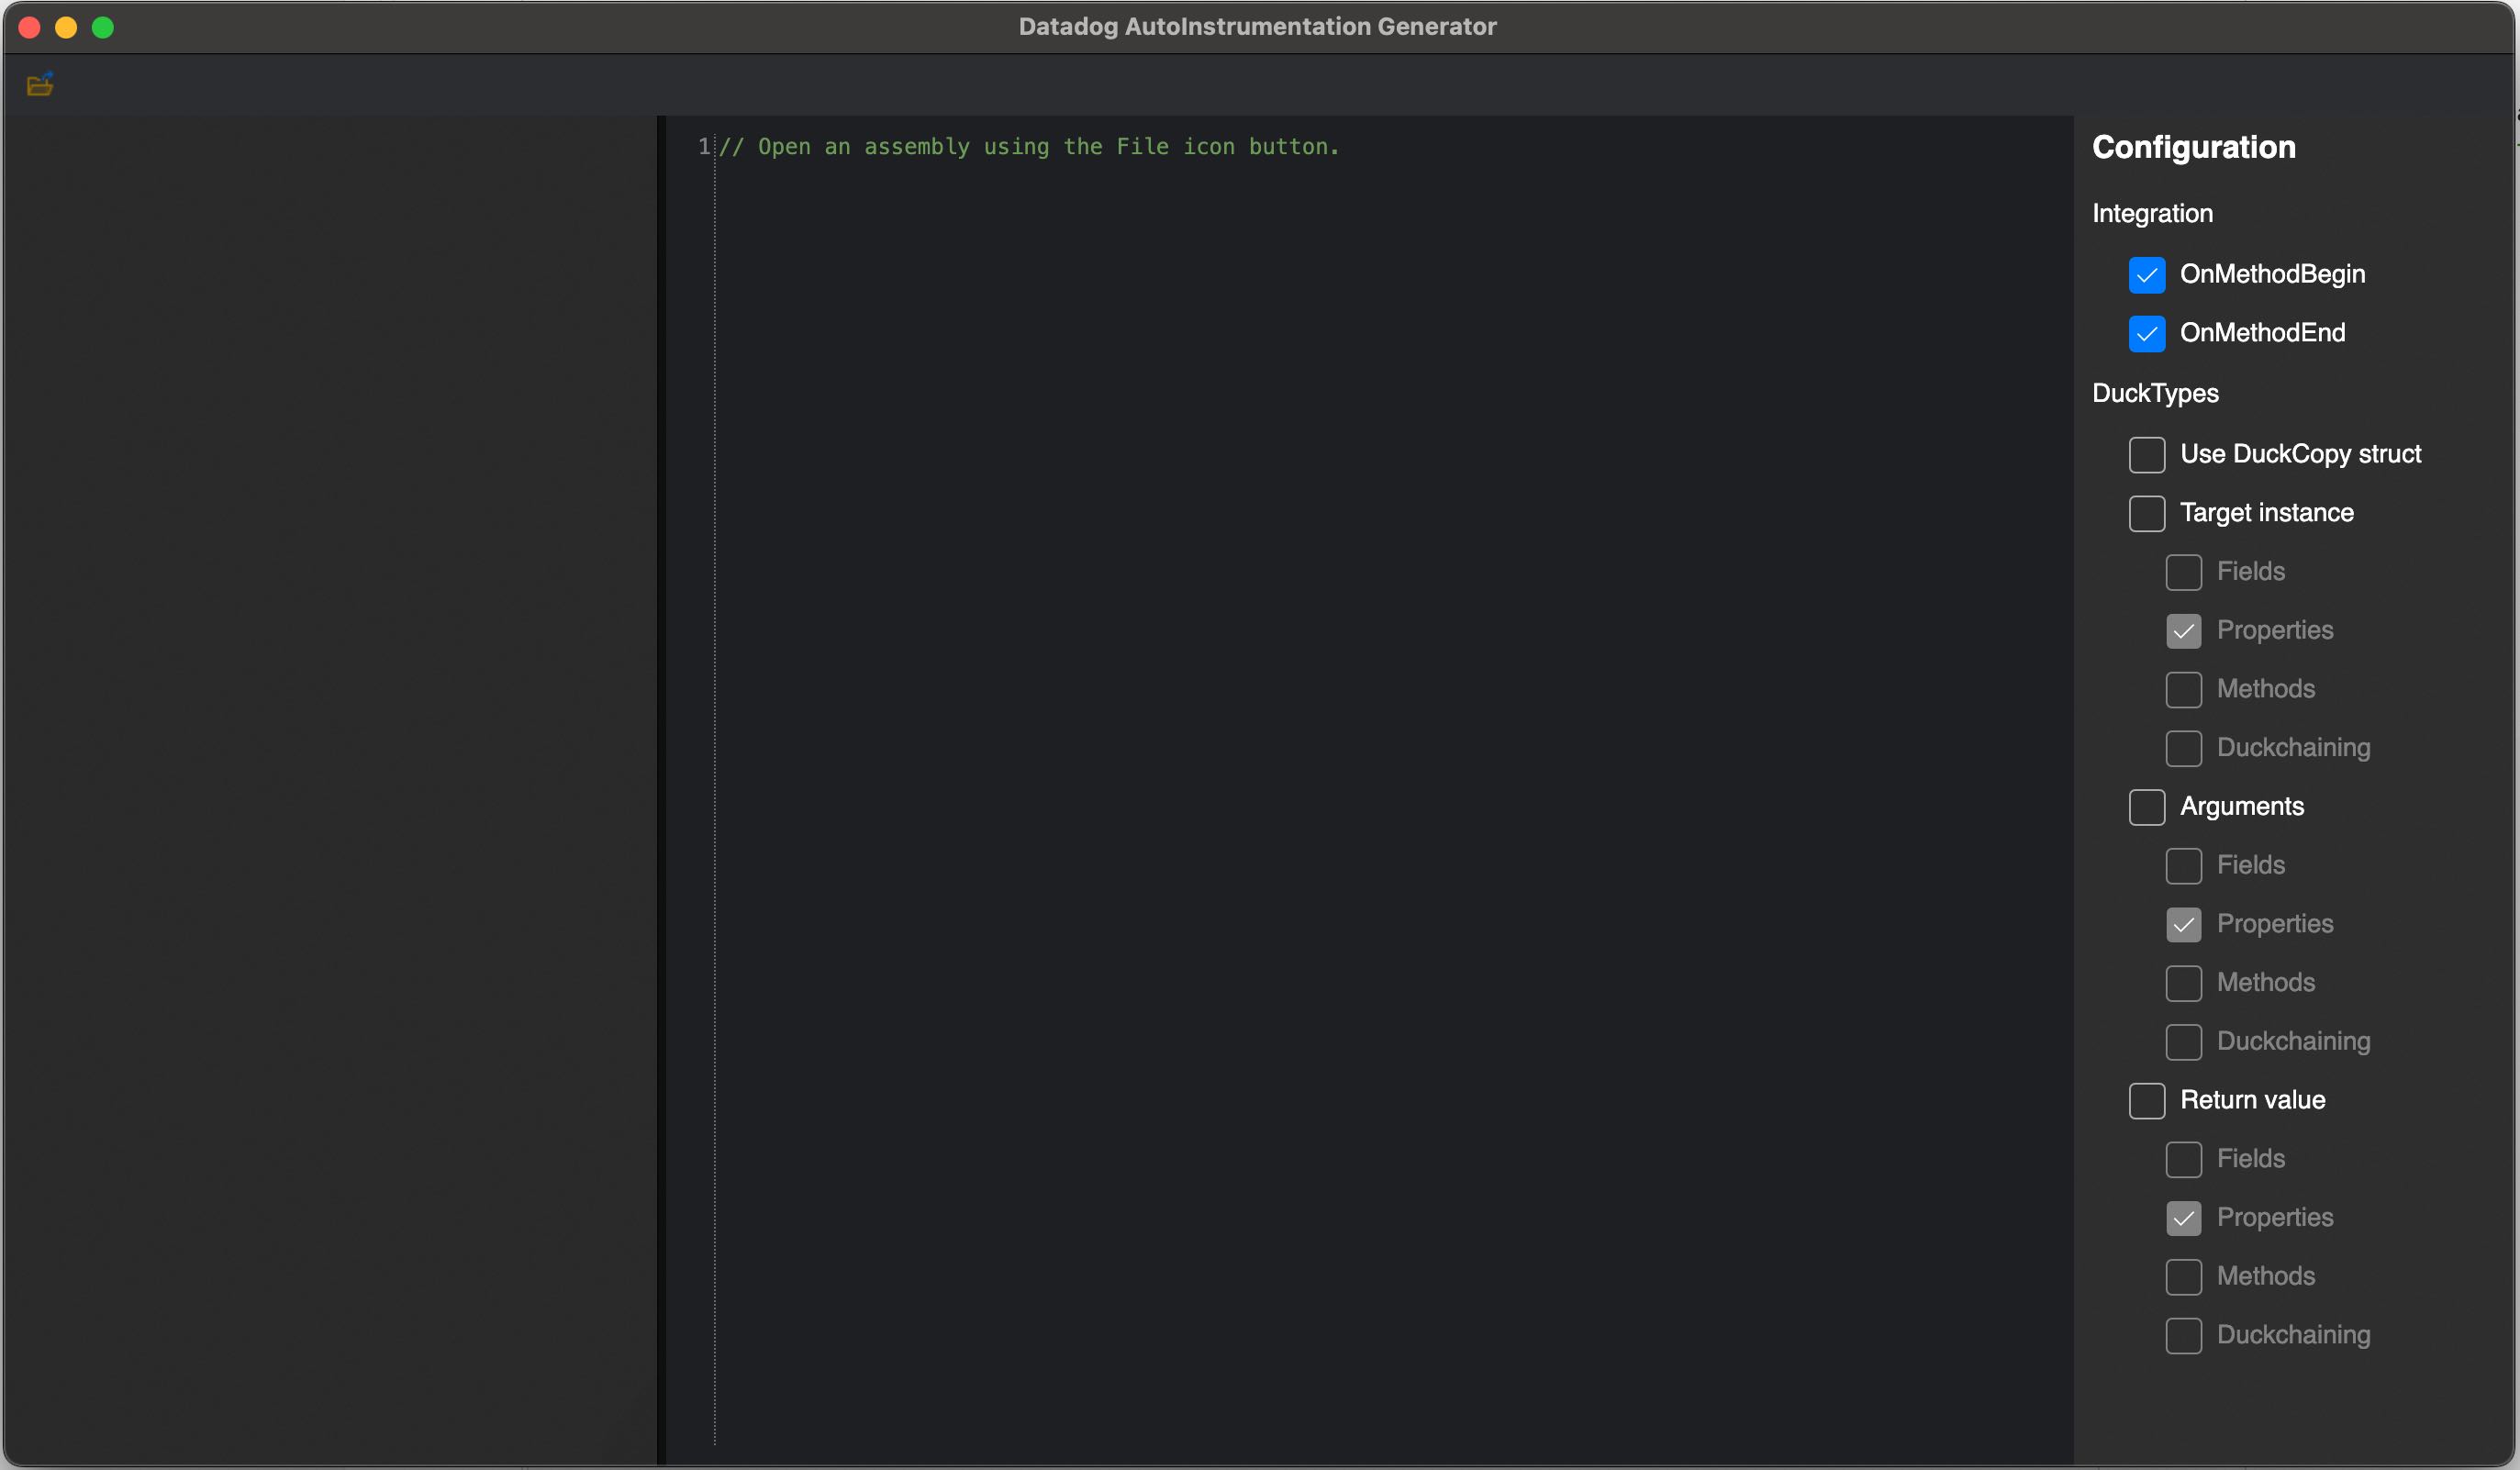 Datadog AutoInstrumentation Generator
1 // Open an assembly using the File icon button.
Configuration
Integration
OnMethodBegin
OnMethodEnd
DuckTypes
Use DuckCopy struct
Target instance
Fields
Properties
Methods
Duckchaining
Arguments
Fields
Properties
Methods
Duckchaining
Return value
Fields
Properties
Methods
Duckchaining